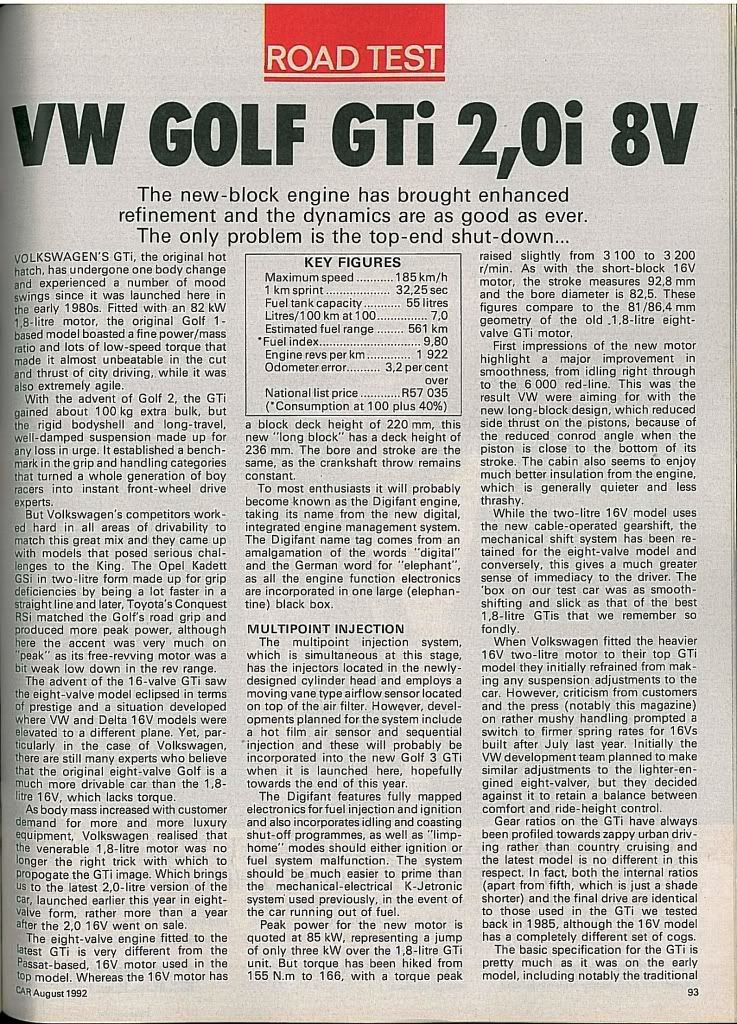 ROAD TEST
VW GOLF GTi 2,0i 8V
The new-block engine has brought enhanced
refinement and the dynamics are as good as ever.
The only problem is the top-end shut-down...
VOLKSWAGEN'S GTi, the original hot
hatch, has undergone one body change
and experienced a number of mood
swings since it was launched here in
the early 1980s. Fitted with an 82 kW
1,8-litre motor, the original Golf 1-
based model boasted a fine power/mass
ratio and lots of low-speed torque that
made it almost unbeatable in the cut
and thrust of city driving, while it was
also extremely agile.
With the advent of Golf 2, the GTi
gained about 100 kg extra bulk, but
the rigid bodyshell and long-travel,
well-damped suspension made up for
any loss in urge. It established a bench-
mark in the grip and handling categories
that turned a whole generation of boy
racers into instant front-wheel drive
experts.
But Volkswagen's competitors work-
ed hard in all areas of drivability to
match this great mix and they came up
with models that posed serious chal-
lenges to the King. The Opel Kadett
GSi in two-litre form made up for grip
deficiencies by being a lot faster in a
straight line and later, Toyota's Conquest
RSi matched the Golf's road grip and
produced more peak power, although
here the accent was very much on
"peak" as its free-revving motor was a
bit weak low down in the rev range.
The advent of the 16-valve GTi saw
the eight-valve model eclipsed in terms
of prestige and a situation developed
where VW and Delta 16V models were
elevated to a different plane. Yet, par-
ticularly in the case of Volkswagen,
there are still many experts who believe
that the original eight-valve Golf is a
much more drivable car than the 1,8-
litre 16V, which lacks torque.
As body mass increased with customer
demand for more and more luxury
equipment, Volkswagen realised that
the venerable 1,8-litre motor was no
longer the right trick with which to
propogate the GTi image. Which brings
us to the latest 2,0-litre version of the
car, launched earlier this year in eight-
valve form, rather more than a year
after the 2,0 16V went on sale.
The eight-valve engine fitted to the
latest GTi is very different from the
Passat-based, 16V motor used in the
top model. Whereas the 16V motor has
KEY FIGURES
Maximum speed ........... 185 km/h
1 km sprint .................. 32,25 sec
Fuel tank capacity .......... 55 litres
Litres/100 km at 100 .............. 7,0
Estimated fuel range ....... 561 km
*Fuel index ......................... 9,80
Engine revs per km ............. 1 922
Odometer error ......... 3,2 per cent
over
National list price ........... R57 035
(*Consumption at 100 plus 40%)
a block deck height of 220 mm, this
new "long block" has a deck height of
236 mm. The bore and stroke are the
same, as the crankshaft throw remains
constant.
To most enthusiasts it will probably
become known as the Digifant engine,
taking its name from the new digital,
integrated engine management system.
The Digifant name tag comes from an
amalgamation of the words "digital"
and the German word for "elephant",
as all the engine function electronics
are incorporated in one large (elephan-
tine) black box.
MULTIPOINT INJECTION
The multipoint injection system,
which is simultaneous at this stage,
has the injectors located in the newly-
designed cylinder head and employs a
moving vane type airflow sensor located
on top of the air filter. However, devel-
opments planned for the system include
a hot film air sensor and sequential
injection and these will probably be
incorporated into the new Golf 3 GTi
when it is launched here, hopefully
towards the end of this year.
The Digifant features fully mapped
electronics for fuel injection and ignition
and also incorporates idling and coasting
shut-off programmes, as well as "limp-
home" modes should either ignition or
fuel system malfunction. The system
should be much easier to prime than
the mechanical-electrical K-Jetronic
system used previously, in the event of
the car running out of fuel.
Peak power for the new motor is
quoted at 85 kW, representing a jump
of only three kW over the 1,8-litre GTi
unit. But torque has been hiked from
155 N.m to 166, with a torque peak
raised slightly from 3 100 to 3 200
r/min. As with the short-block 16V
motor, the stroke measures 92,8 mm
and the bore diameter is 82,5. These
figures compare to the 81/86,4 mm
geometry of the old 1,8-litre eight-
valve GTi motor.
First impressions of the new motor
highlight a major improvement in
smoothness, from idling right through
to the 6 000 red-line. This was the
result VW were aiming for with the
new long-block design, which reduced
side thrust on the pistons, because of
the reduced conrod angle when the
piston is close to the bottom of its
stroke. The cabin also seems to enjoy
much better insulation from the engine,
which is generally quieter and less
thrashy.
While the two-litre 16V model uses
the new cable-operated gearshift, the
mechanical shift system has been re-
tained for the eight-valve model and
conversely, this gives a much greater
sense of immediacy to the driver. The
'box on our test car was as smooth-
shifting and slick as that of the best
1,8-litre GTis that we remember so
fondly.
When Volkswagen fitted the heavier
16V two-litre motor to their top GTi
model they initially refrained from mak-
ing any suspension adjustments to the
car. However, criticism from customers
and the press (notably this magazine)
on rather mushy handling prompted a
switch to firmer spring rates for 16Vs
built after July last year. Initially the
VW development team planned to make
similar adjustments to the lighter-en-
gined eight-valver, but they decided
against it to retain a balance between
comfort and ride-height control.
Gear ratios on the GTi have always
been profiled towards zappy urban driv-
ing rather than country cruising and
the latest model is no different in this
respect. In fact, both the internal ratios
(apart from fifth, which is just a shade
shorter) and the final drive are identical
to those used in the GTi we tested
back in 1985, although the 16V model
has a completely different set of cogs.
The basic specification for the GTi is
pretty much as it was on the early
model, including notably the traditional
CAR August 1992
93